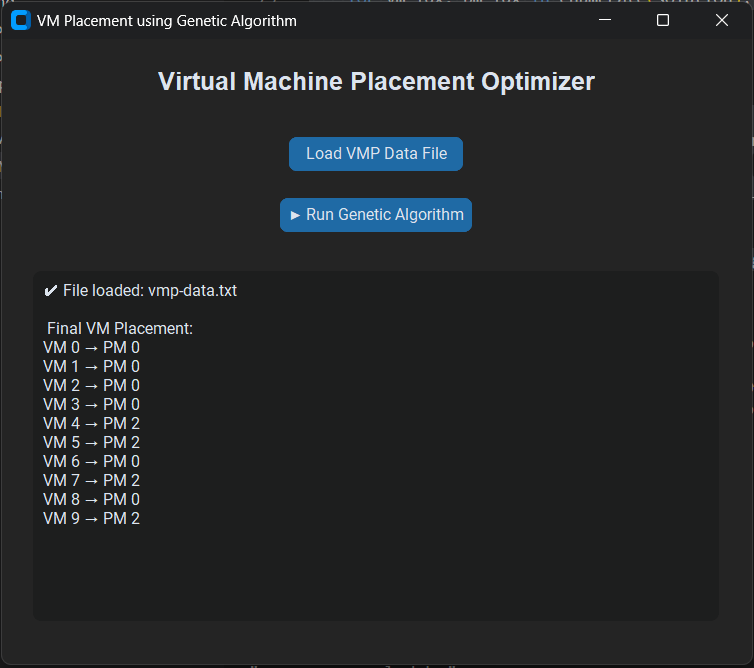 VM Placement using Genetic Algorithm
Virtual Machine Placement Optimizer
Load VMP Data File
► Run Genetic Algorithm
✔ File loaded: vmp-data.txt
Final VM Placement:
VM 0 → PM 0
VM 1 → PM 0
VM 2 → PM 0
VM 3 → PM 0
VM 4 → PM 2
VM 5 → PM 2
VM 6 → PM 0
VM 7 → PM 2
VM 8 → PM 0
VM 9 → PM 2